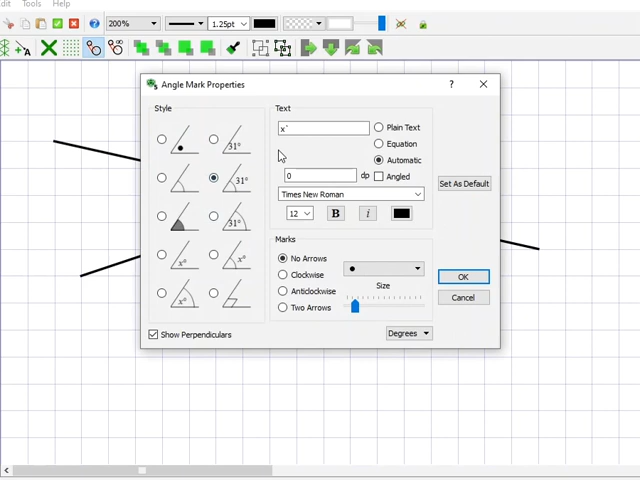 dit Tools Help
200% 1.25pt
Angle Mark Properties
Style
31°
31°
31°
x°
x°
x°
Text
x°
Plain Text
Equation
Automatic
0 dp Angled
Times New Roman
12 B i
Set As Default
Marks
No Arrows
Clockwise
Anticlockwise
Two Arrows
Size
OK
Cancel
Show Perpendiculars
Degrees